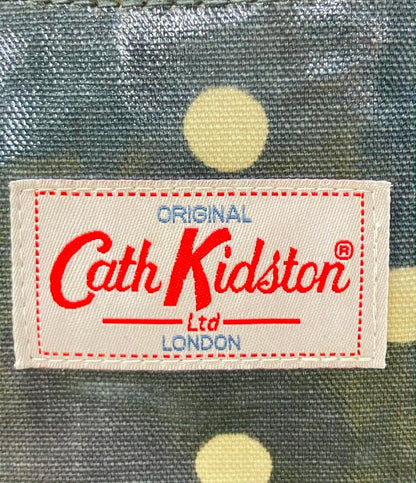 ORIGINAL
Cath Kidston®
Ltd
LONDON